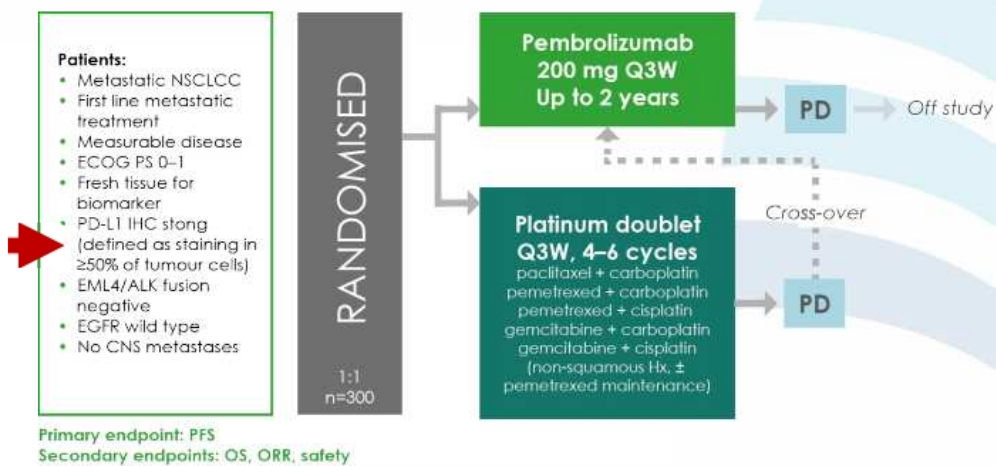 Patients:
• Metastatic NSCLCC
• First line metastatic
treatment
• Measurable disease
• ECOG PS 0–1
• Fresh tissue for
biomarker
• PD-L1 IHC stong
(defined as staining in
≥50% of tumour cells)
• EML4/ALK fusion
negative
• EGFR wild type
• No CNS metastases
RANDOMISED
1:1
n=300
Pembrolizumab
200 mg Q3W
Up to 2 years
PD
Off study
Cross-over
Platinum doublet
Q3W, 4–6 cycles
paclitaxel + carboplatin
pemetrexed + carboplatin
pemetrexed + cisplatin
gemcitabine + carboplatin
gemcitabine + cisplatin
(non-squamous Hx, ±
pemetrexed maintenance)
PD
Primary endpoint: PFS
Secondary endpoints: OS, ORR, safety